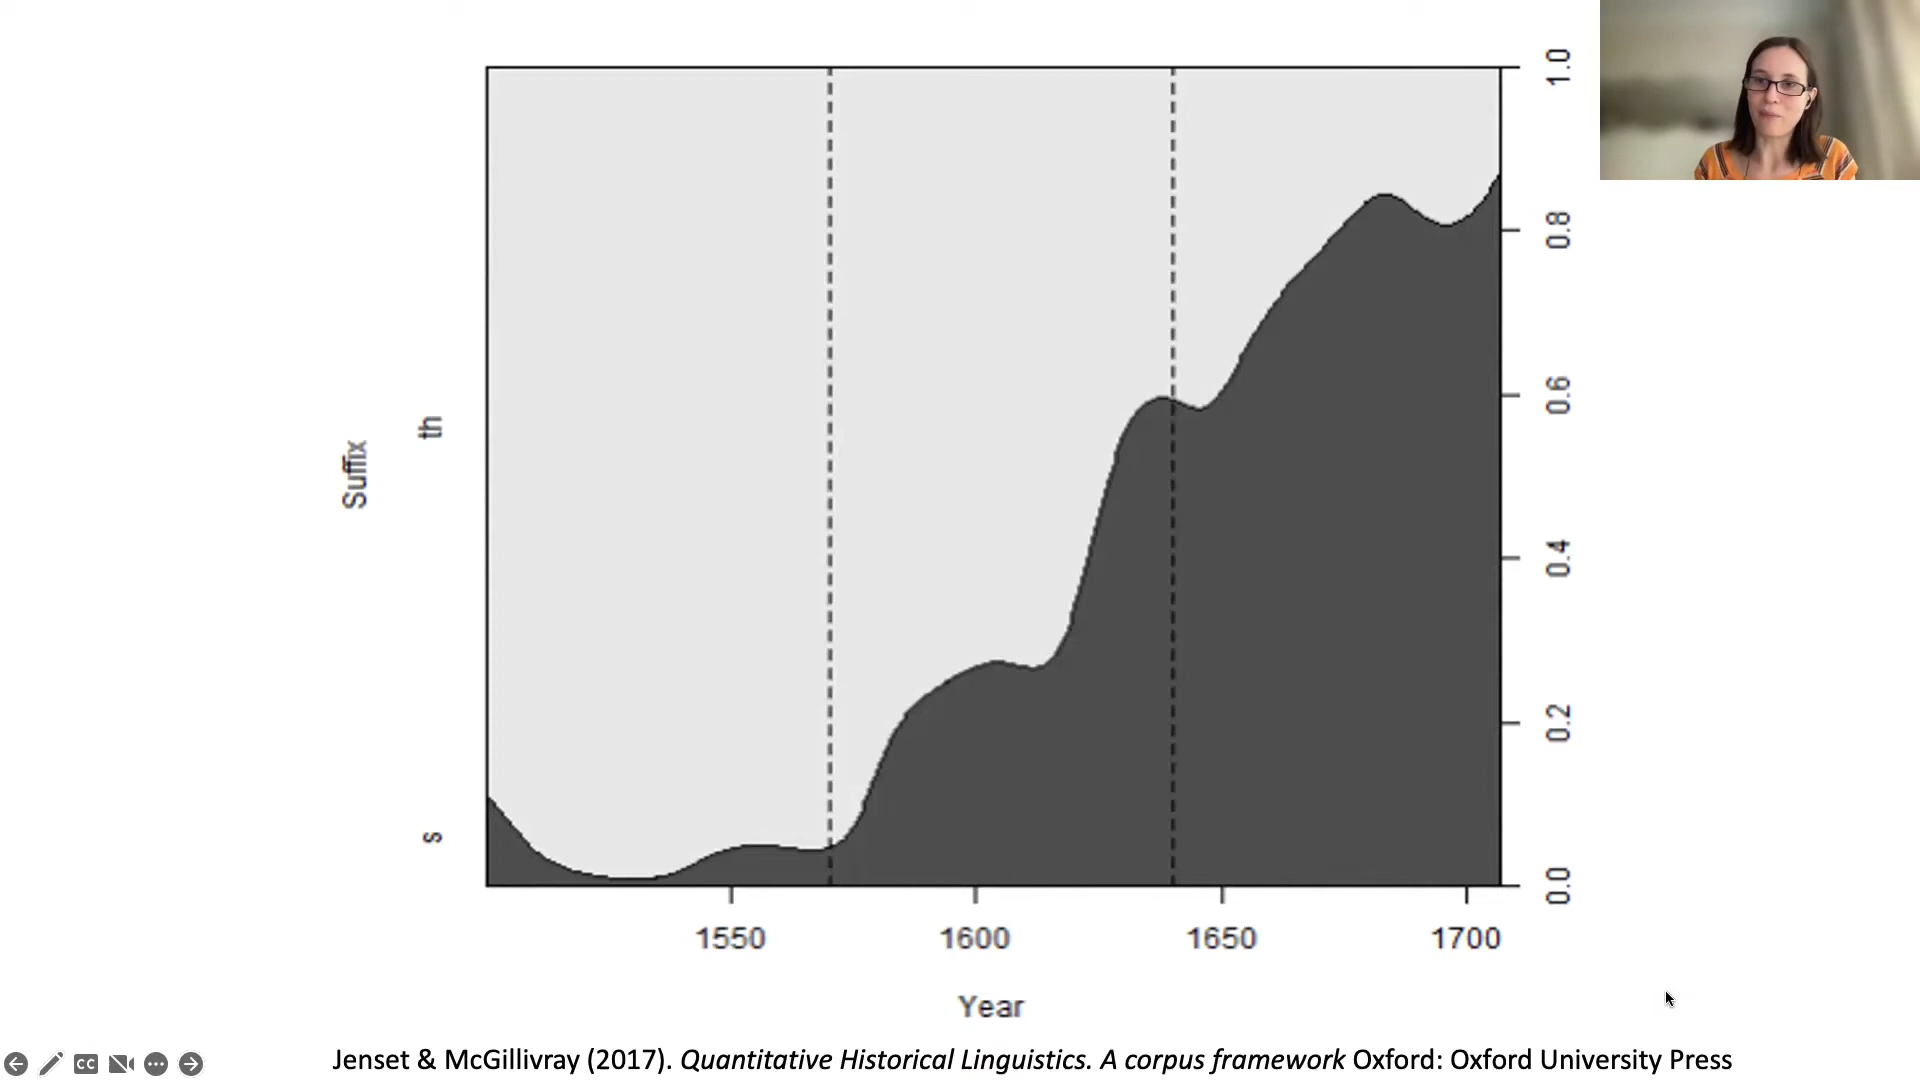 1.0
0.8
0.6
0.4
0.2
0.0
Suffix
th
s
1550 1600 1650 1700
Year
CC
Jenset & McGillivray (2017). Quantitative Historical Linguistics. A corpus framework Oxford: Oxford University Press